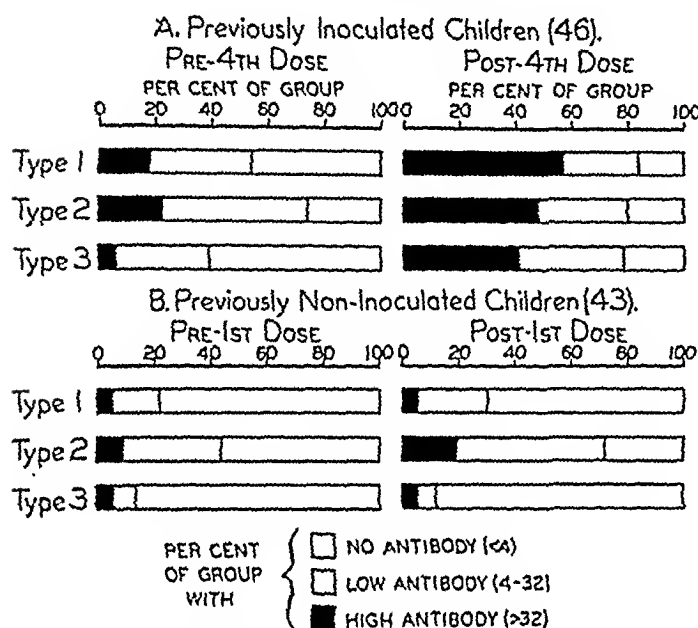 A. Previously Inoculated Children (46).
PRE-4TH DOSE POST-4TH DOSE
PER CENT OF GROUP PER CENT OF GROUP
0 20 40 60 80 100 0 20 40 60 80 100
Type 1
Type 2
Type 3
B. Previously Non-Inoculated Children (43).
PRE-1ST DOSE POST-1ST DOSE
0 20 40 60 80 100 0 20 40 60 80 100
Type 1
Type 2
Type 3
PER CENT OF GROUP WITH
NO ANTIBODY (<4)
LOW ANTIBODY (4-32)
HIGH ANTIBODY (>32)